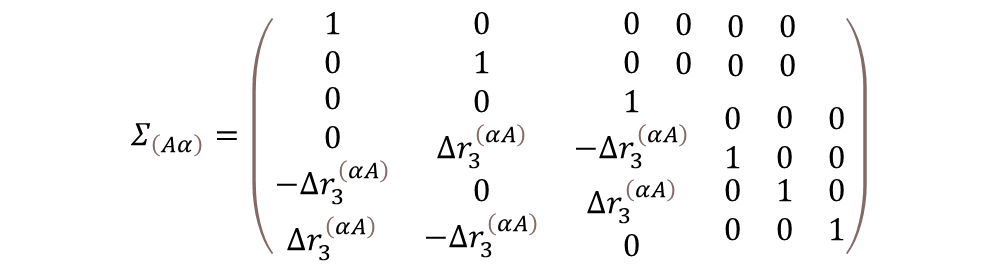 Σ₍Aα₎ =
1 0 0 0 0 0
0 1 0 0 0 0
0 0 1 0 0 0
0 Δr₃^(αA) −Δr₃^(αA) 1 0 0
−Δr₃^(αA) 0 Δr₃^(αA) 0 1 0
Δr₃^(αA) −Δr₃^(αA) 0 0 0 1